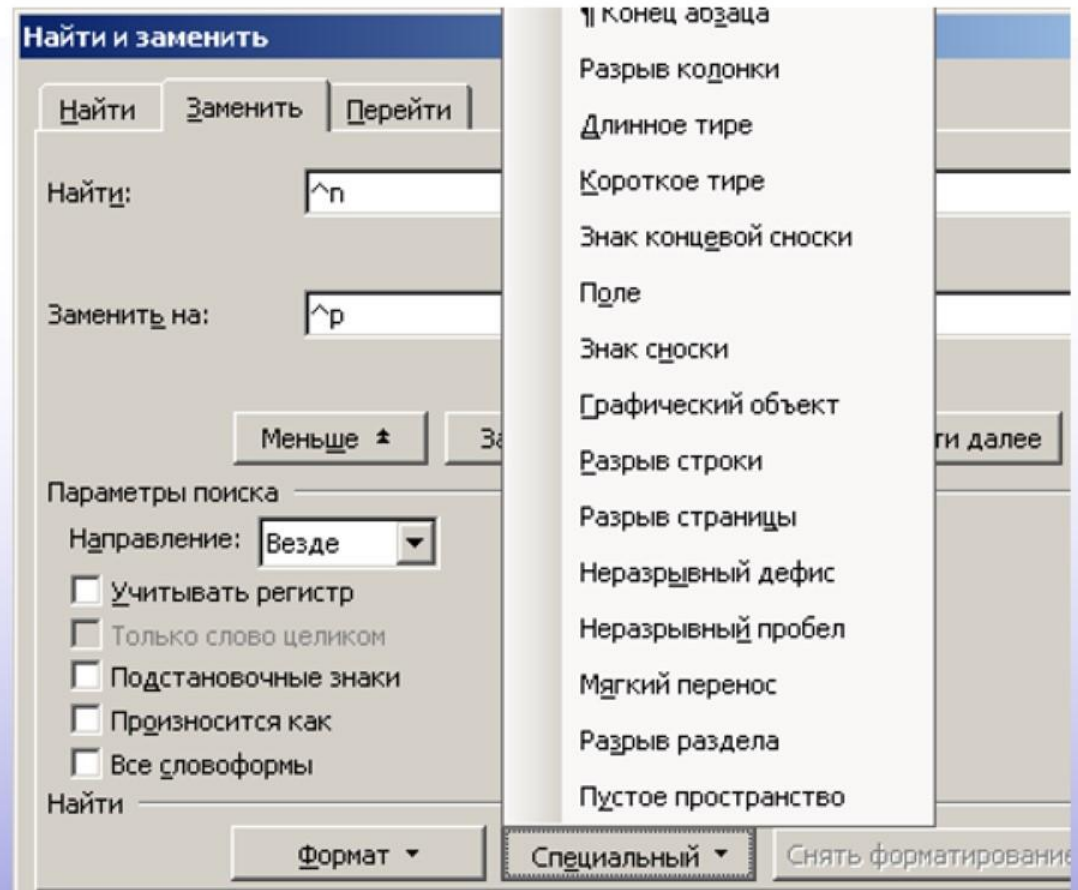 Найти и заменить
Найти Заменить Перейти
Найти: ^n
Заменить на: ^p
Меньше За ти далее
Параметры поиска
Направление: Везде
Учитывать регистр
Только слово целиком
Подстановочные знаки
Произносится как
Все словоформы
Найти
Формат Специальный Снять форматирование
¶ Конец абзаца
Разрыв колонки
Длинное тире
Короткое тире
Знак концевой сноски
Поле
Знак сноски
Графический объект
Разрыв строки
Разрыв страницы
Неразрывный дефис
Неразрывный пробел
Мягкий перенос
Разрыв раздела
Пустое пространство